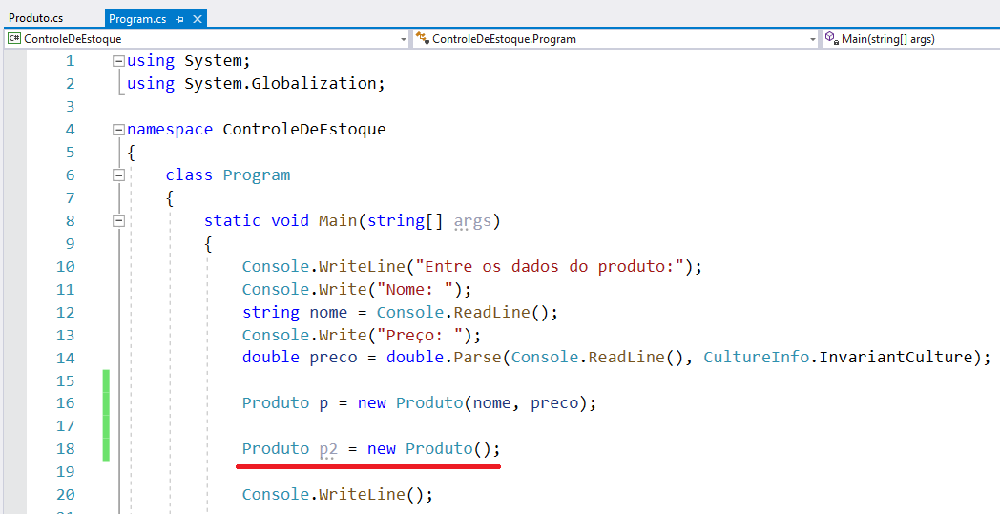 Produto.cs
Program.cs
C# ControleDeEstoque
ControleDeEstoque.Program
Main(string[] args)
1 using System;
2 using System.Globalization;
3
4 namespace ControleDeEstoque
5 {
6 class Program
7 {
8 static void Main(string[] args)
9 {
10 Console.WriteLine("Entre os dados do produto:");
11 Console.Write("Nome: ");
12 string nome = Console.ReadLine();
13 Console.Write("Preço: ");
14 double preco = double.Parse(Console.ReadLine(), CultureInfo.InvariantCulture);
15
16 Produto p = new Produto(nome, preco);
17
18 Produto p2 = new Produto();
19
20 Console.WriteLine();